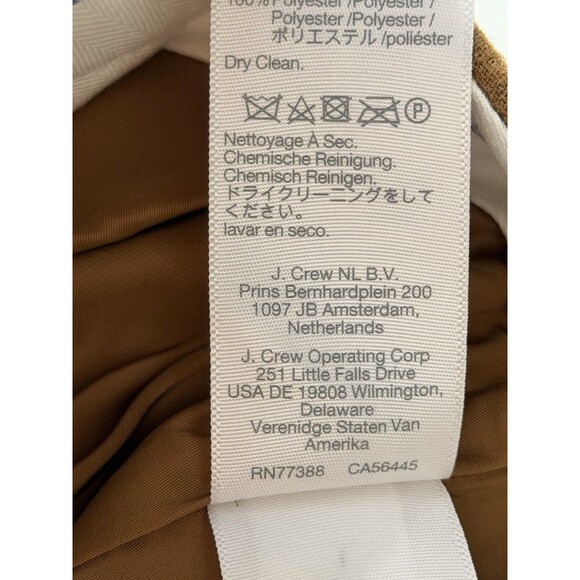 100% Polyester /Polyester /
Polyester /Polyester /
ポリエステル /poliéster
Dry Clean.
P
Nettoyage À Sec.
Chemische Reinigung.
Chemisch Reinigen.
ドライクリーニングをして
ください。
lavar en seco.
J. Crew NL B.V.
Prins Bernhardplein 200
1097 JB Amsterdam,
Netherlands
J. Crew Operating Corp
251 Little Falls Drive
USA DE 19808 Wilmington,
Delaware
Verenidge Staten Van
Amerika
RN77388 CA56445